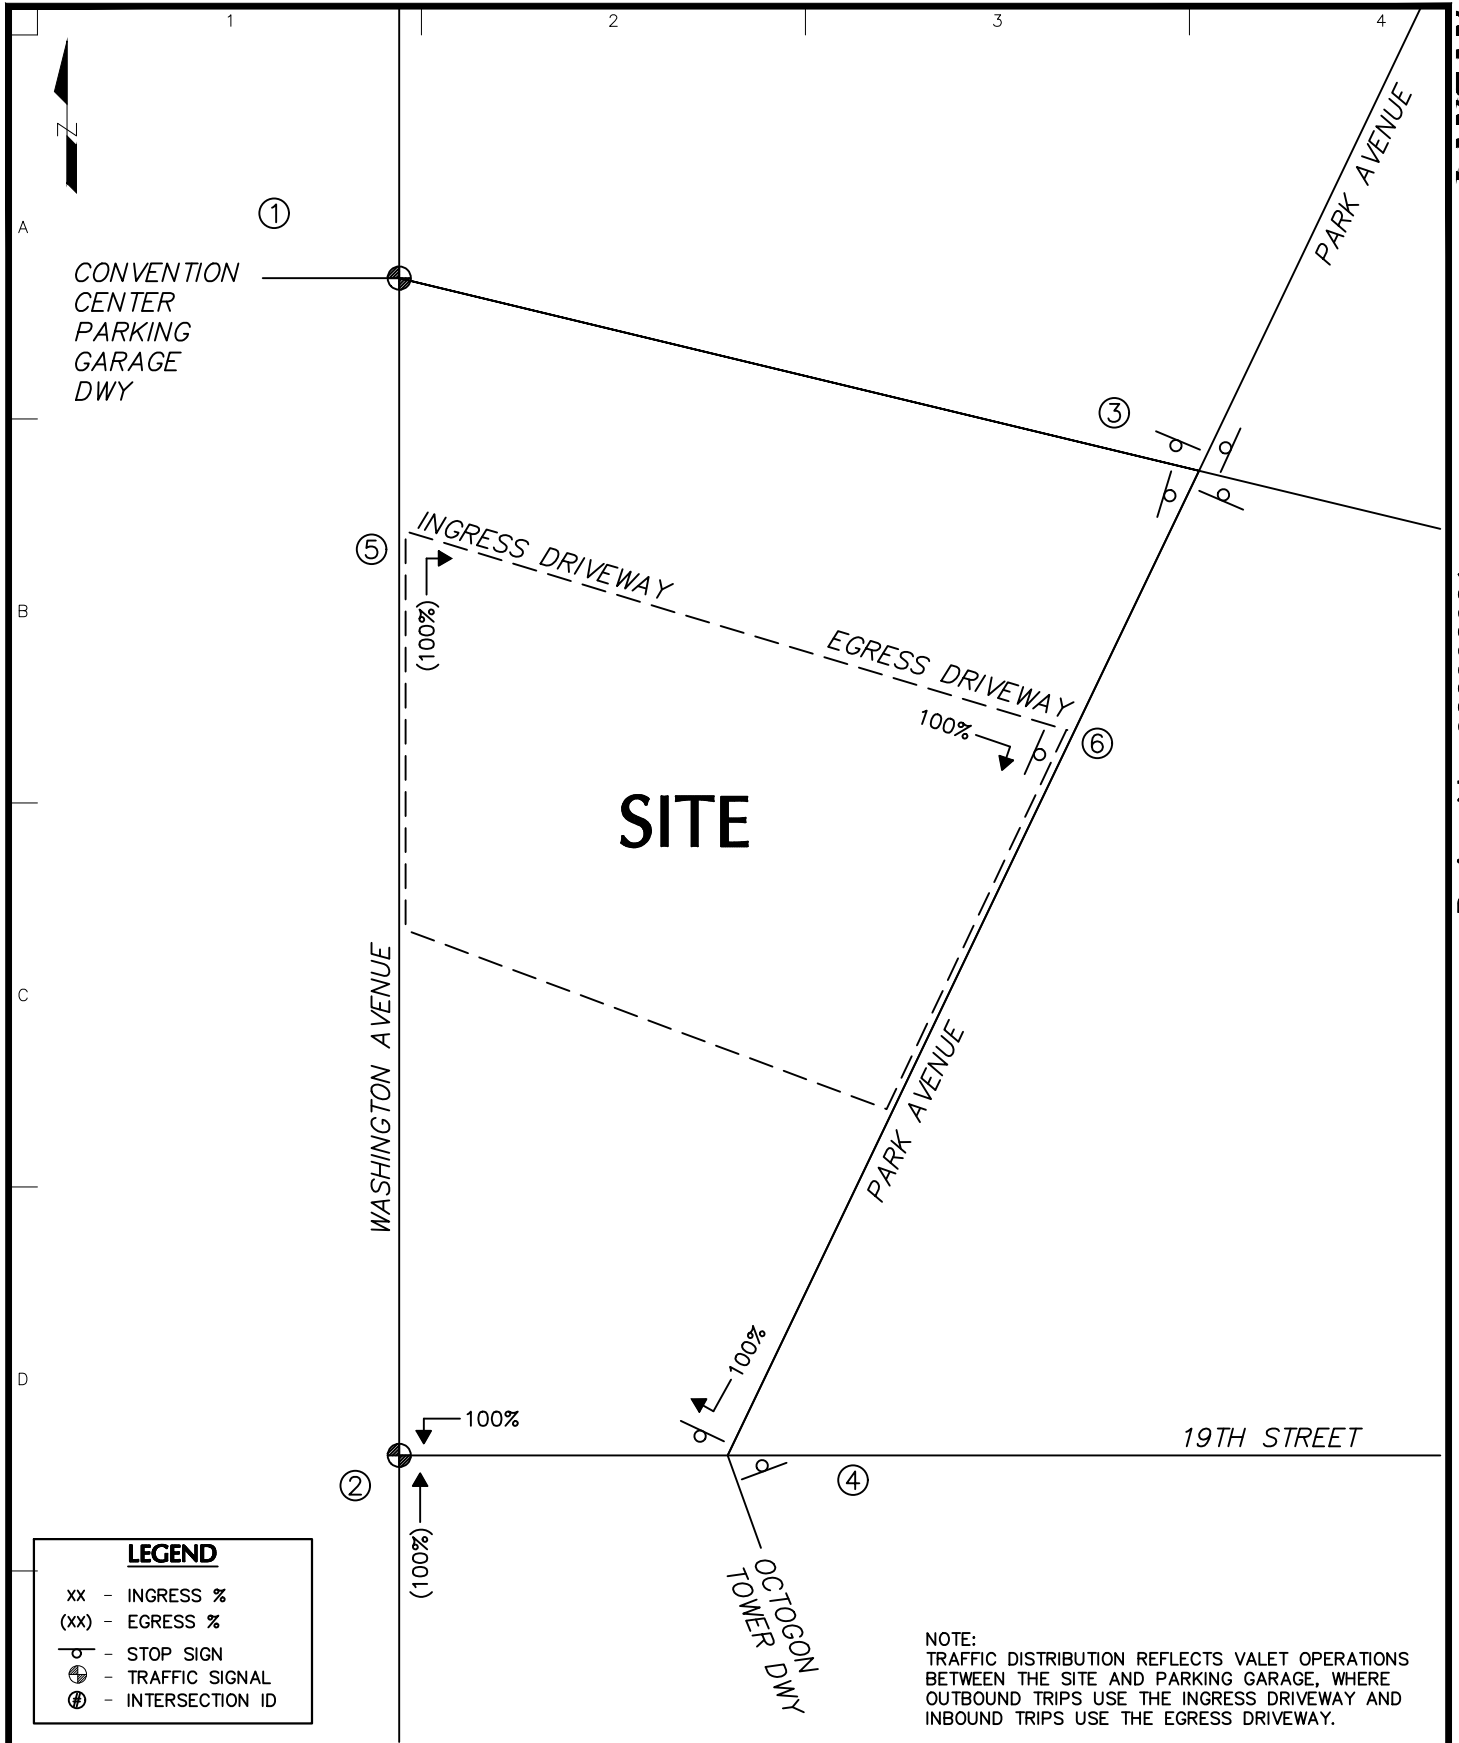 1
2
3
4
A
B
C
D
N
PARK AVENUE
①
CONVENTION
CENTER
PARKING
GARAGE
DWY
③
⑤
INGRESS DRIVEWAY
(100%)
EGRESS DRIVEWAY
100%
⑥
SITE
WASHINGTON AVENUE
PARK AVENUE
100%
100%
19TH STREET
②
④
(100%)
OCTOGON
TOWER DWY
LEGEND
XX - INGRESS %
(XX) - EGRESS %
- STOP SIGN
- TRAFFIC SIGNAL
# - INTERSECTION ID
NOTE:
TRAFFIC DISTRIBUTION REFLECTS VALET OPERATIONS
BETWEEN THE SITE AND PARKING GARAGE, WHERE
OUTBOUND TRIPS USE THE INGRESS DRIVEWAY AND
INBOUND TRIPS USE THE EGRESS DRIVEWAY.